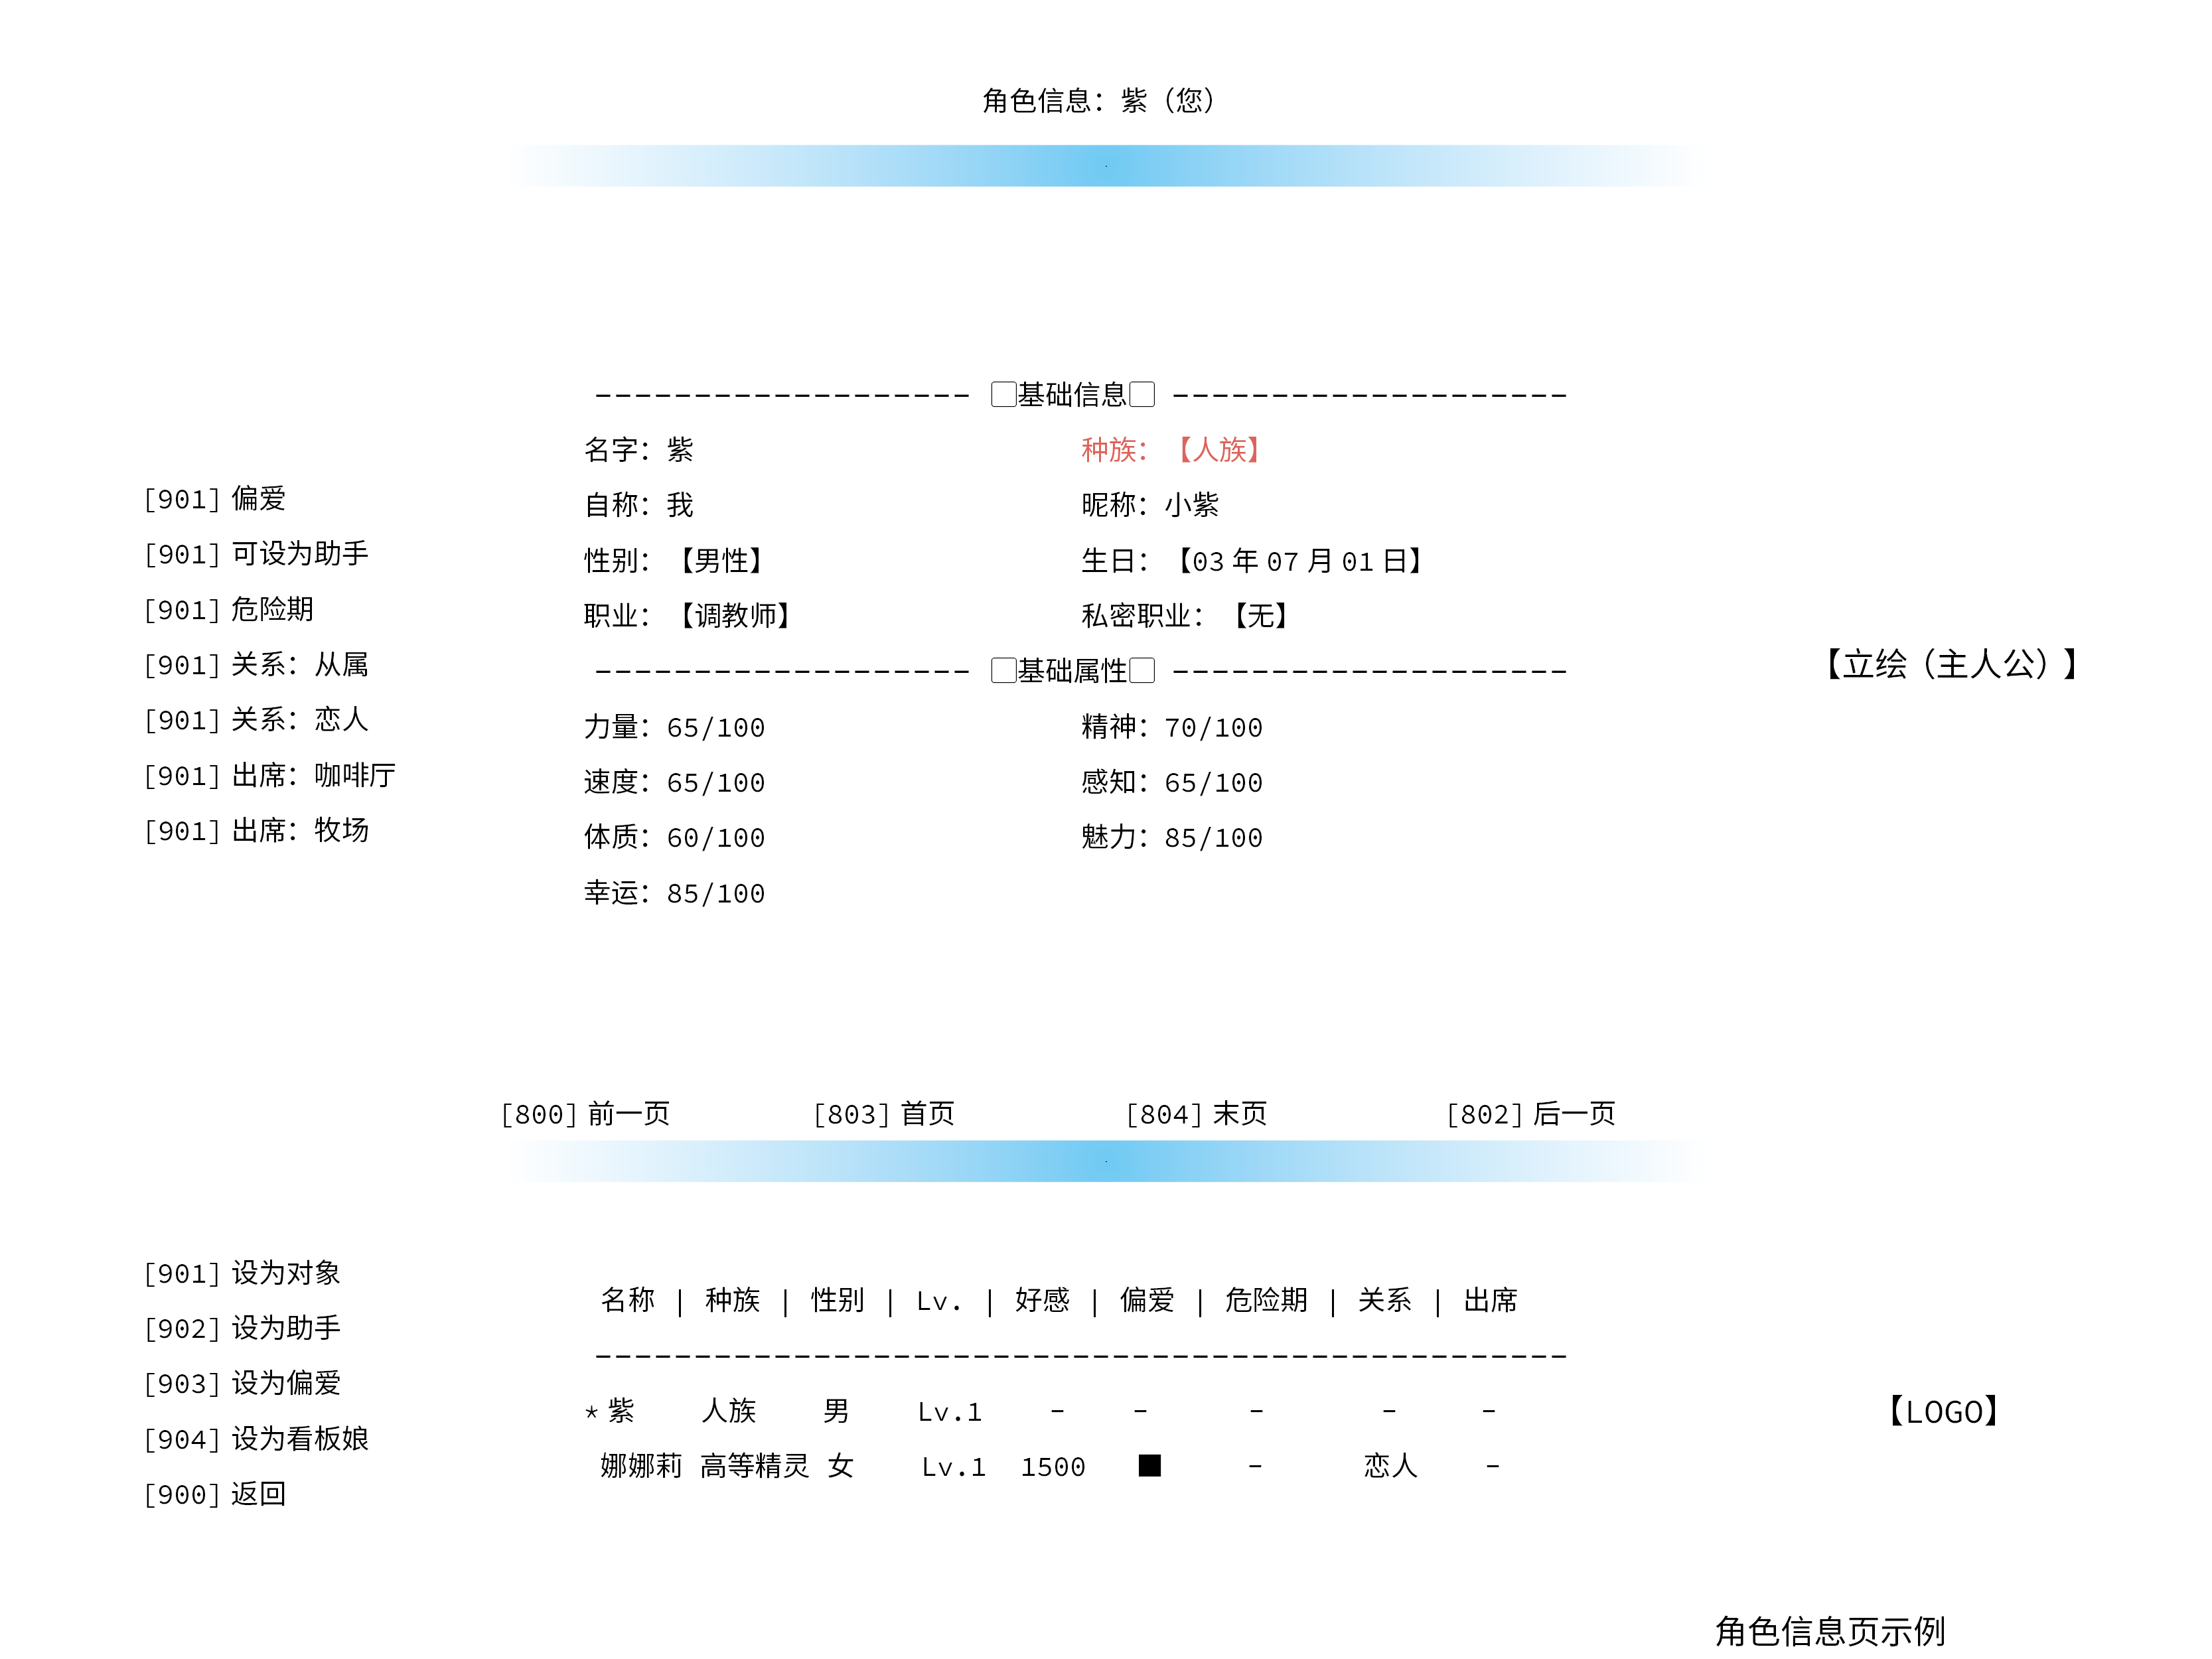 角色信息：紫（您）
------------------- □基础信息□ --------------------
名字：紫 种族：【人族】
自称：我 昵称：小紫
性别：【男性】 生日：【03 年 07 月 01 日】
职业：【调教师】 私密职业：【无】
------------------- □基础属性□ --------------------
力量：65/100 精神：70/100
速度：65/100 感知：65/100
体质：60/100 魅力：85/100
幸运：85/100
[901] 偏爱
[901] 可设为助手
[901] 危险期
[901] 关系：从属
[901] 关系：恋人
[901] 出席：咖啡厅
[901] 出席：牧场
【立绘（主人公）】
[800] 前一页 [803] 首页 [804] 末页 [802] 后一页
[901] 设为对象
[902] 设为助手
[903] 设为偏爱
[904] 设为看板娘
[900] 返回
名称 | 种族 | 性别 | Lv. | 好感 | 偏爱 | 危险期 | 关系 | 出席
-------------------------------------------------
* 紫 人族 男 Lv.1 - - - - -
娜娜莉 高等精灵 女 Lv.1 1500 ■ - 恋人 -
【LOGO】
角色信息页示例